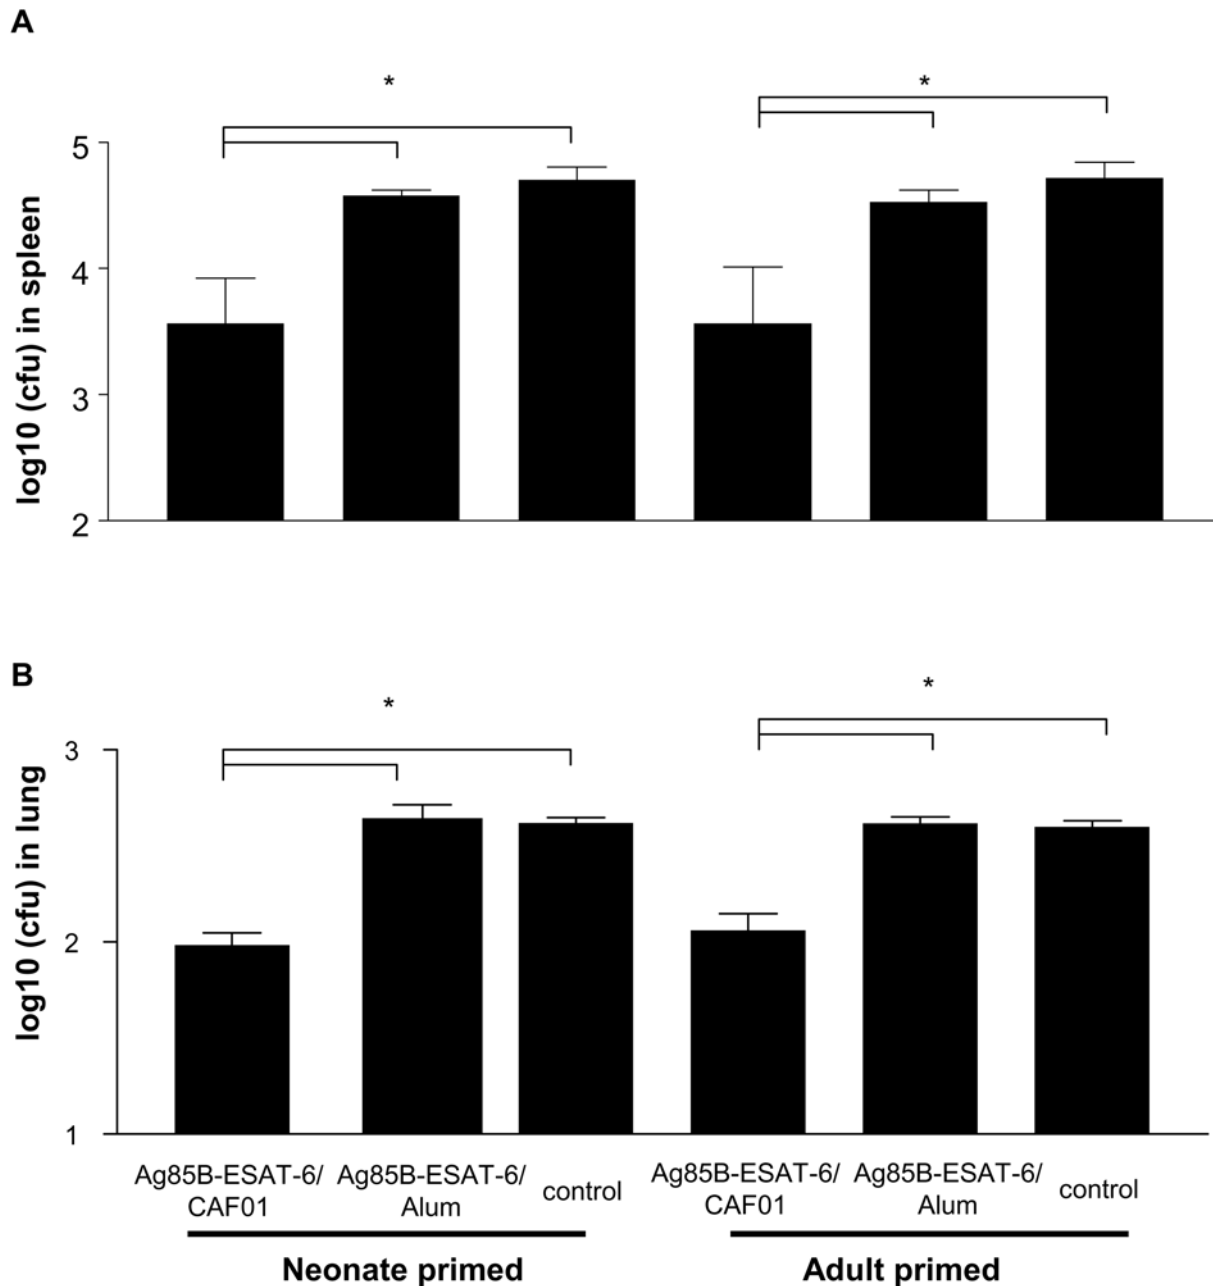 A
*
*
5
4
3
2
log10 (cfu) in spleen
B
*
*
3
2
1
log10 (cfu) in lung
Ag85B-ESAT-6/ Ag85B-ESAT-6/ control Ag85B-ESAT-6/ Ag85B-ESAT-6/ control
CAF01 Alum CAF01 Alum
Neonate primed Adult primed